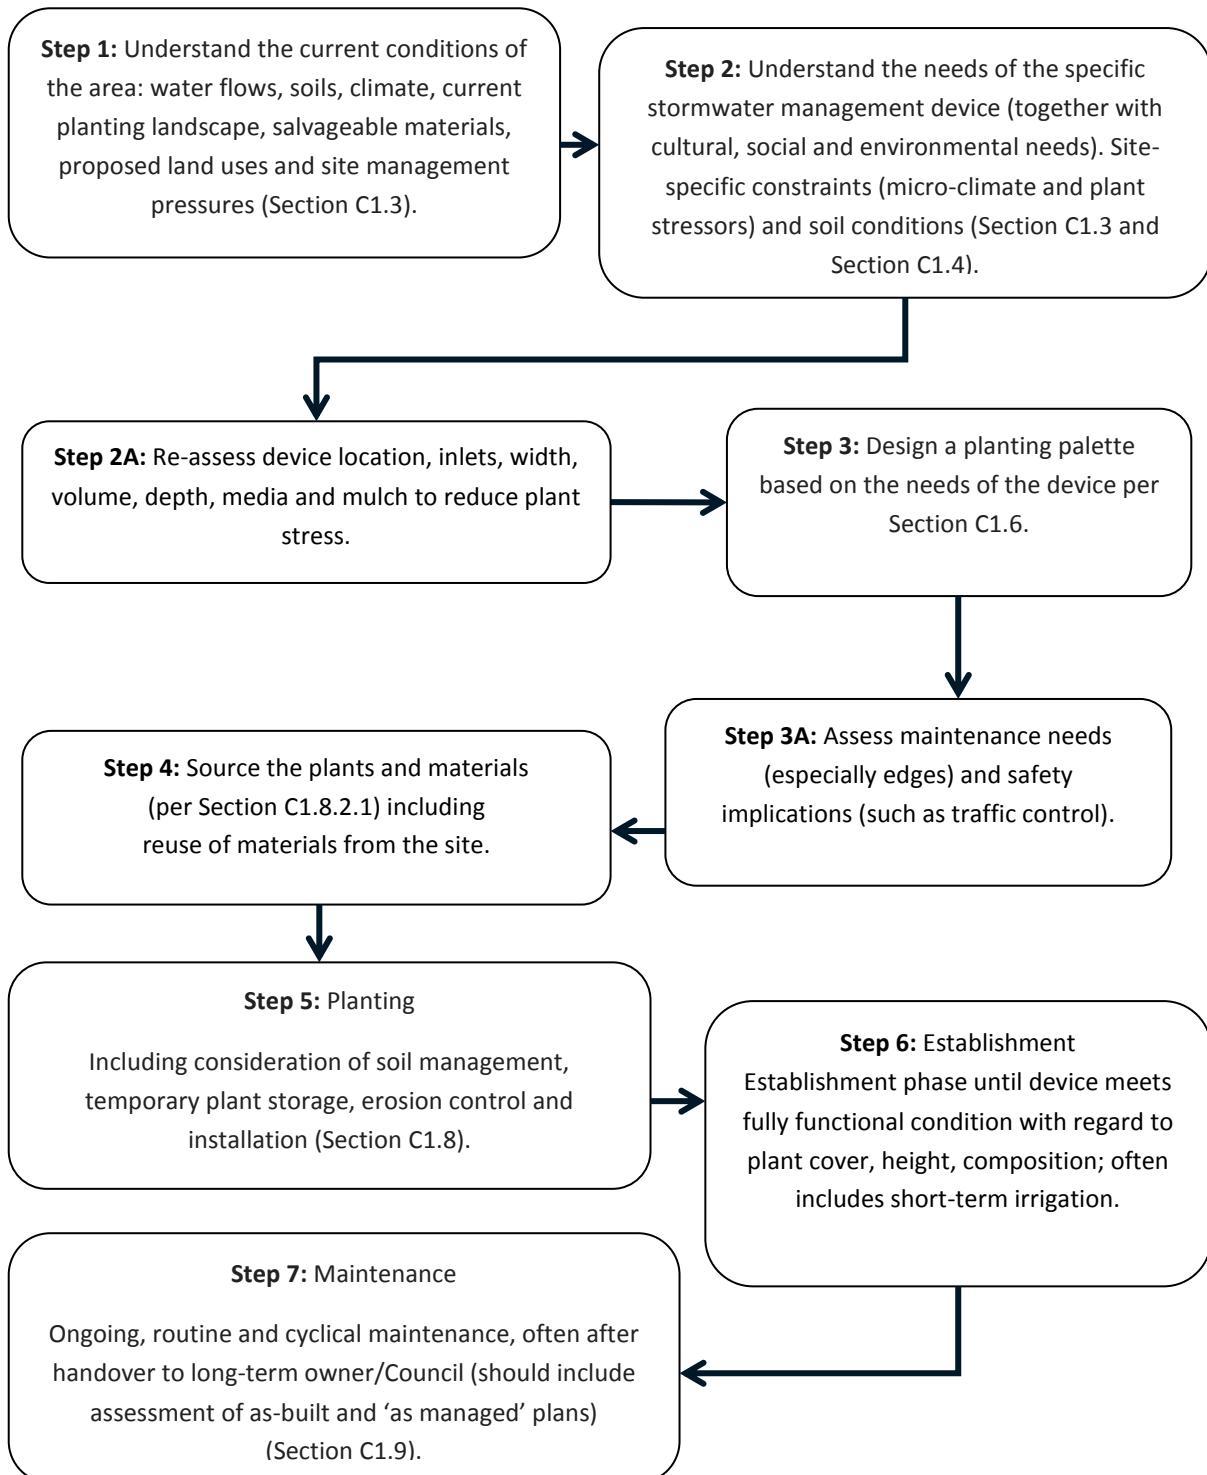 Step 1: Understand the current conditions of
the area: water flows, soils, climate, current
planting landscape, salvageable materials,
proposed land uses and site management
pressures (Section C1.3).
Step 2: Understand the needs of the specific
stormwater management device (together with
cultural, social and environmental needs). Site-
specific constraints (micro-climate and plant
stressors) and soil conditions (Section C1.3 and
Section C1.4).
Step 2A: Re-assess device location, inlets, width,
volume, depth, media and mulch to reduce plant
stress.
Step 3: Design a planting palette
based on the needs of the device per
Section C1.6.
Step 3A: Assess maintenance needs
(especially edges) and safety
implications (such as traffic control).
Step 4: Source the plants and materials
(per Section C1.8.2.1) including
reuse of materials from the site.
Step 5: Planting
Including consideration of soil management,
temporary plant storage, erosion control and
installation (Section C1.8).
Step 6: Establishment
Establishment phase until device meets
fully functional condition with regard to
plant cover, height, composition; often
includes short-term irrigation.
Step 7: Maintenance
Ongoing, routine and cyclical maintenance, often after
handover to long-term owner/Council (should include
assessment of as-built and ‘as managed’ plans)
(Section C1.9).